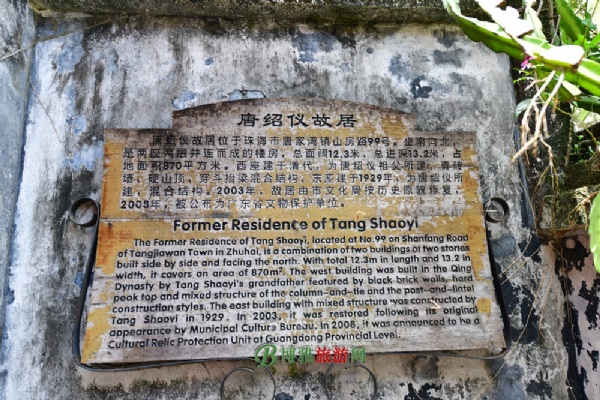 唐绍仪故居
唐绍仪故居位于珠海市唐家湾镇山房路99号。坐南向北,
是两座两层并连而成的楼房,总面阔12.3米,总进深13.2米,占
地面积870平方米。西座建于清代,为唐绍仪祖父所建,青砖
墙,硬山顶,穿斗抬梁混合结构,东座建于1929年,为唐绍仪所
建,混合结构。2003年,故居由市文化局按历史原貌修复,
2008年,被公布为广东省文物保护单位。
Former Residence of Tang Shaoyi
The Former Residence of Tang Shaoyi, located at No.99 on Shanfang Road
of Tangjiawan Town in Zhuhai, is a combination of two buildings of two stories
built side by side and facing the north. With total 12.3m in length and 13.2 in
width, it covers an area of 870m². The west building was built in the Qing
Dynasty by Tang Shaoyi's grandfather featured by black brick walls, hard
peak top and mixed structure of the column-and-tie and the post-and-lintel
construction styles. The east building with mixed structure was constructed by
Tang Shaoyi in 1929. In 2003, it was restored following its original
appearance by Municipal Culture Bureau. In 2008, it was announced to be a
Cultural Relic Protection Unit of Guangdong Provincial Level.
博雅旅游网